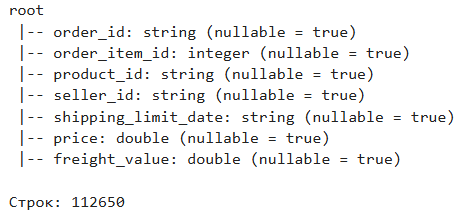 root
 |-- order_id: string (nullable = true)
 |-- order_item_id: integer (nullable = true)
 |-- product_id: string (nullable = true)
 |-- seller_id: string (nullable = true)
 |-- shipping_limit_date: string (nullable = true)
 |-- price: double (nullable = true)
 |-- freight_value: double (nullable = true)
Строк: 112650